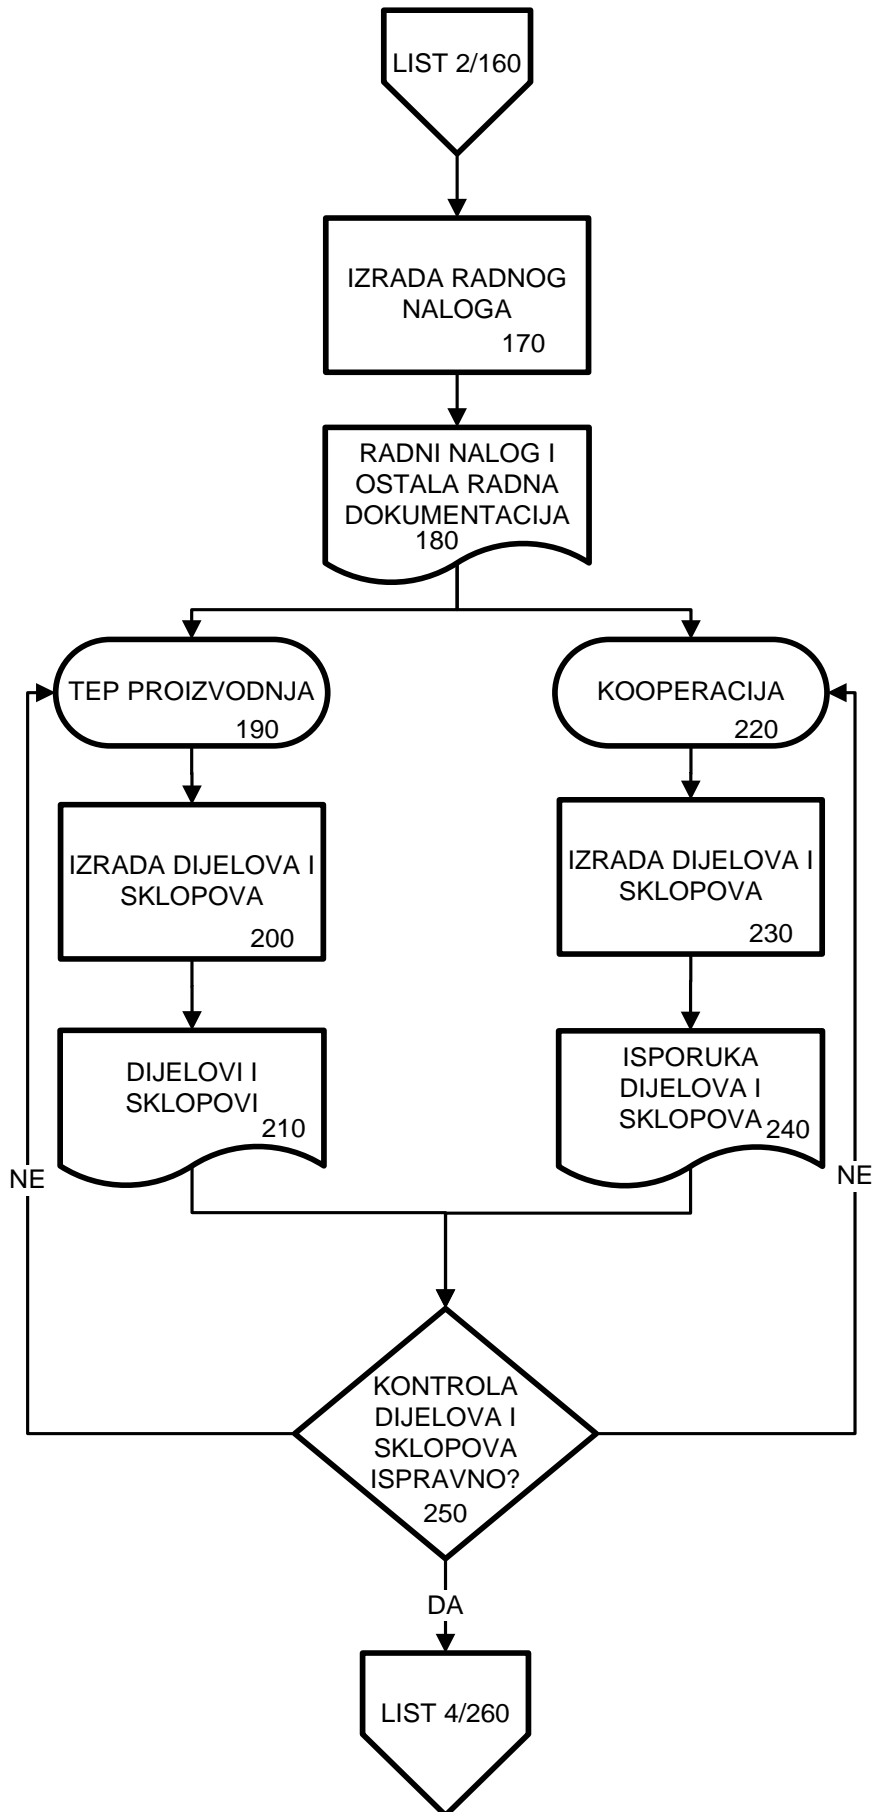 LIST 2/160
IZRADA RADNOG
NALOGA
170
RADNI NALOG I
OSTALA RADNA
DOKUMENTACIJA
180
TEP PROIZVODNJA
190
KOOPERACIJA
220
IZRADA DIJELOVA I
SKLOPOVA
200
IZRADA DIJELOVA I
SKLOPOVA
230
DIJELOVI I
SKLOPOVI
210
ISPORUKA
DIJELOVA I
SKLOPOVA
240
NE
NE
KONTROLA
DIJELOVA I
SKLOPOVA
ISPRAVNO?
250
DA
LIST 4/260